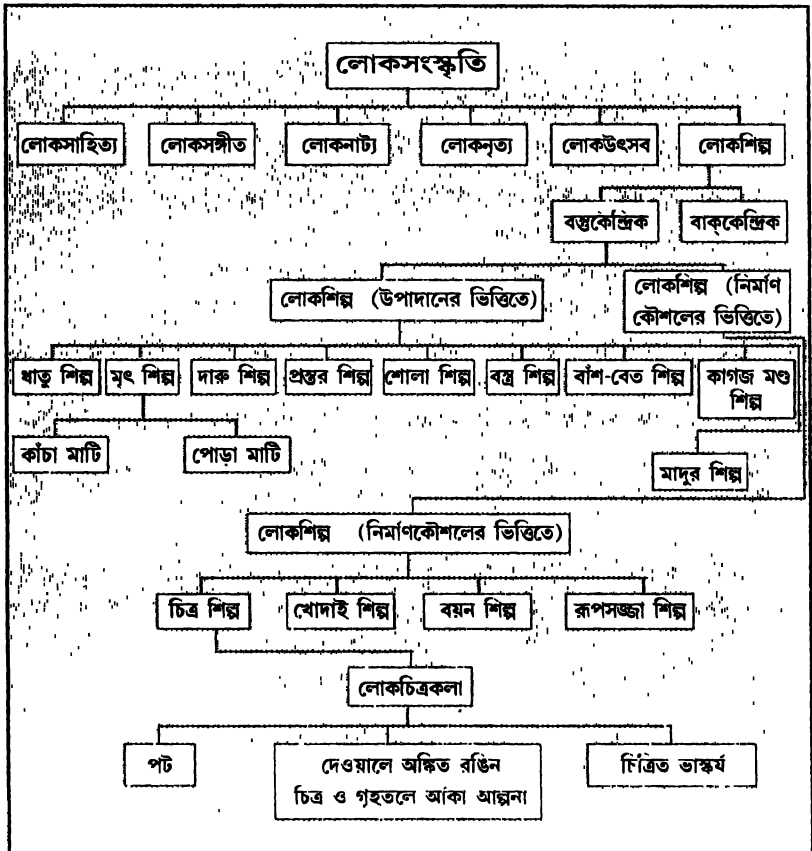 লোকসংস্কৃতি
লোকসাহিত্য লোকসঙ্গীত লোকনাট্য লোকনৃত্য লোকউৎসব লোকশিল্প
বস্তুকেন্দ্রিক বাক্‌কেন্দ্রিক
লোকশিল্প (উপাদানের ভিত্তিতে)
লোকশিল্প (নির্মাণ
কৌশলের ভিত্তিতে)
ধাতু শিল্প মৃৎ শিল্প দারু শিল্প প্রস্তর শিল্প শোলা শিল্প বস্ত্র শিল্প বাঁশ-বেত শিল্প কাগজ মণ্ড
শিল্প
কাঁচা মাটি পোড়া মাটি
মাদুর শিল্প
লোকশিল্প (নির্মাণকৌশলের ভিত্তিতে)
চিত্র শিল্প খোদাই শিল্প বয়ন শিল্প রূপসজ্জা শিল্প
লোকচিত্রকলা
পট
দেওয়ালে অঙ্কিত রঙিন
চিত্র ও গৃহতলে আঁকা আল্পনা
চিত্রিত ভাস্কর্য